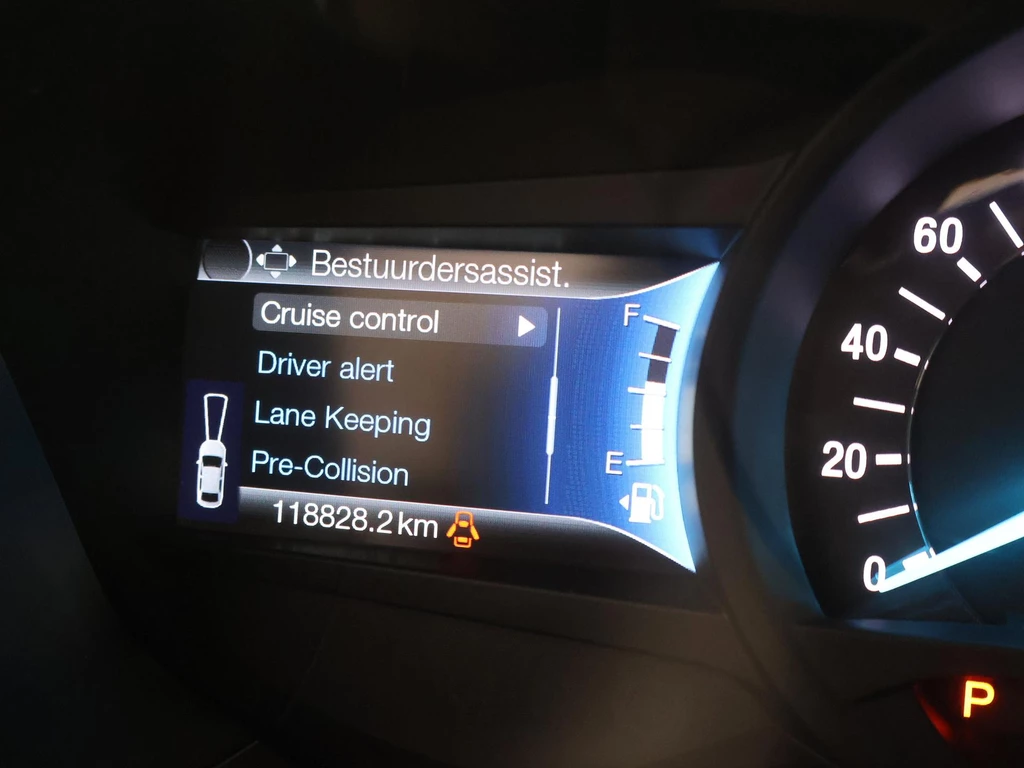 Bestuurdersassist.
Cruise control
Driver alert
Lane Keeping
Pre-Collision
118828.2 km
F
E
60
40
20
0
P